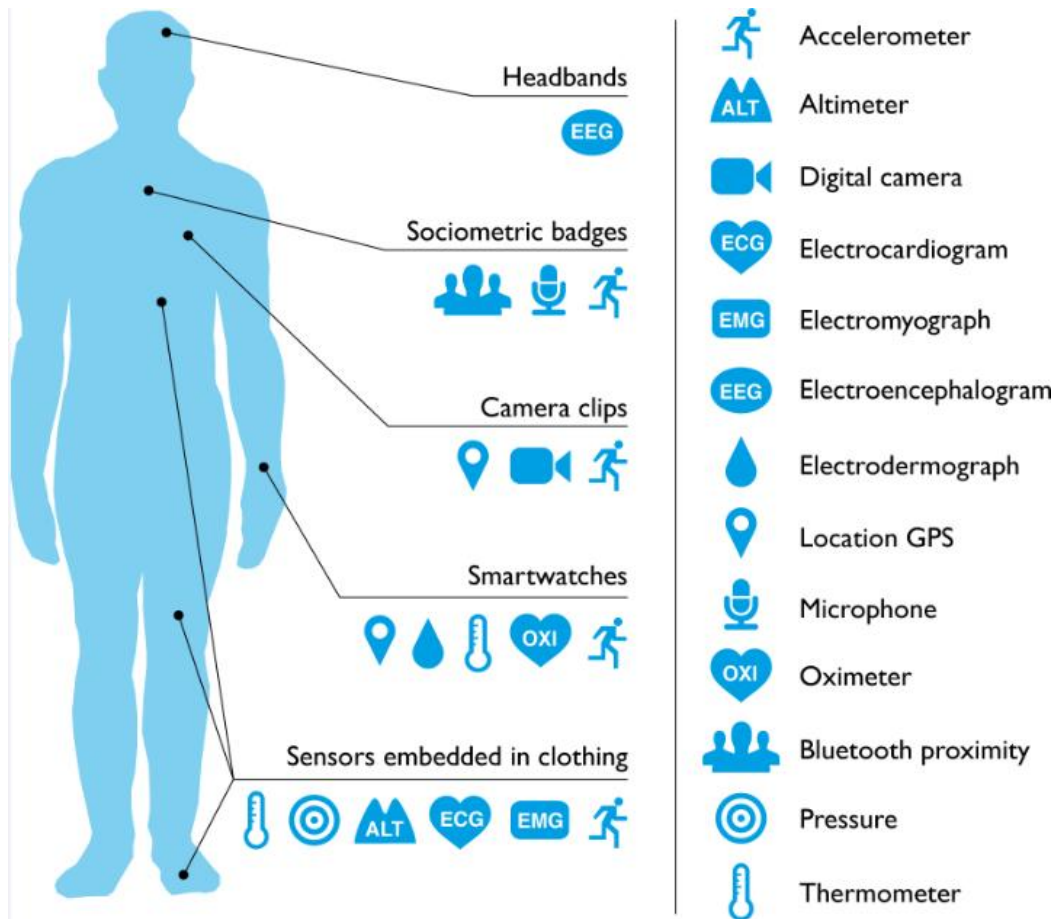 Headbands
EEG
Sociometric badges
Camera clips
Smartwatches
OXI
Sensors embedded in clothing
ALT
ECG
EMG
Accelerometer
ALT
Altimeter
Digital camera
ECG
Electrocardiogram
EMG
Electromyograph
EEG
Electroencephalogram
Electrodermograph
Location GPS
Microphone
OXI
Oximeter
Bluetooth proximity
Pressure
Thermometer